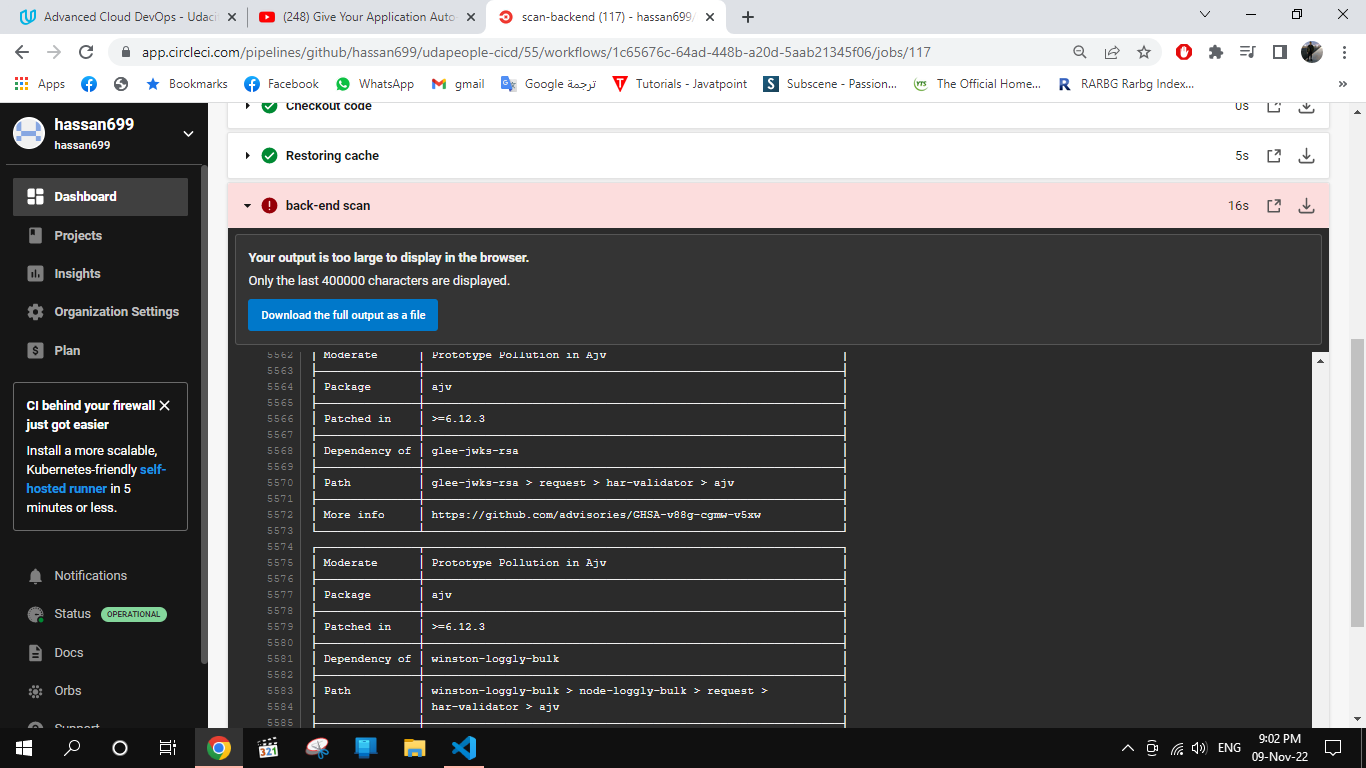 Advanced Cloud DevOps - Udaci
(248) Give Your Application Auto
scan-backend (117) - hassan699/
app.circleci.com/pipelines/github/hassan699/udapeople-cicd/55/workflows/1c65676c-64ad-448b-a20d-5aab21345f06/jobs/117
Apps
Bookmarks
Facebook
WhatsApp
gmail
Google ترجمة
Tutorials - Javatpoint
Subscene - Passion...
The Official Home...
RARBG Rarbg Index...
»
hassan699
hassan699
Dashboard
Projects
Insights
Organization Settings
Plan
CI behind your firewall
just got easier
Install a more scalable,
Kubernetes-friendly self-
hosted runner in 5
minutes or less.
Notifications
Status OPERATIONAL
Docs
Orbs
Support
Checkout code 0s
Restoring cache 5s
back-end scan 16s
Your output is too large to display in the browser.
Only the last 400000 characters are displayed.
Download the full output as a file
5562 Moderate Prototype Pollution in Ajv
5563
5564 Package ajv
5565
5566 Patched in >=6.12.3
5567
5568 Dependency of glee-jwks-rsa
5569
5570 Path glee-jwks-rsa > request > har-validator > ajv
5571
5572 More info https://github.com/advisories/GHSA-v88g-cgmw-v5xw
5573
5574
5575 Moderate Prototype Pollution in Ajv
5576
5577 Package ajv
5578
5579 Patched in >=6.12.3
5580
5581 Dependency of winston-loggly-bulk
5582
5583 Path winston-loggly-bulk > node-loggly-bulk > request >
5584 har-validator > ajv
5585
321
ENG
9:02 PM
09-Nov-22